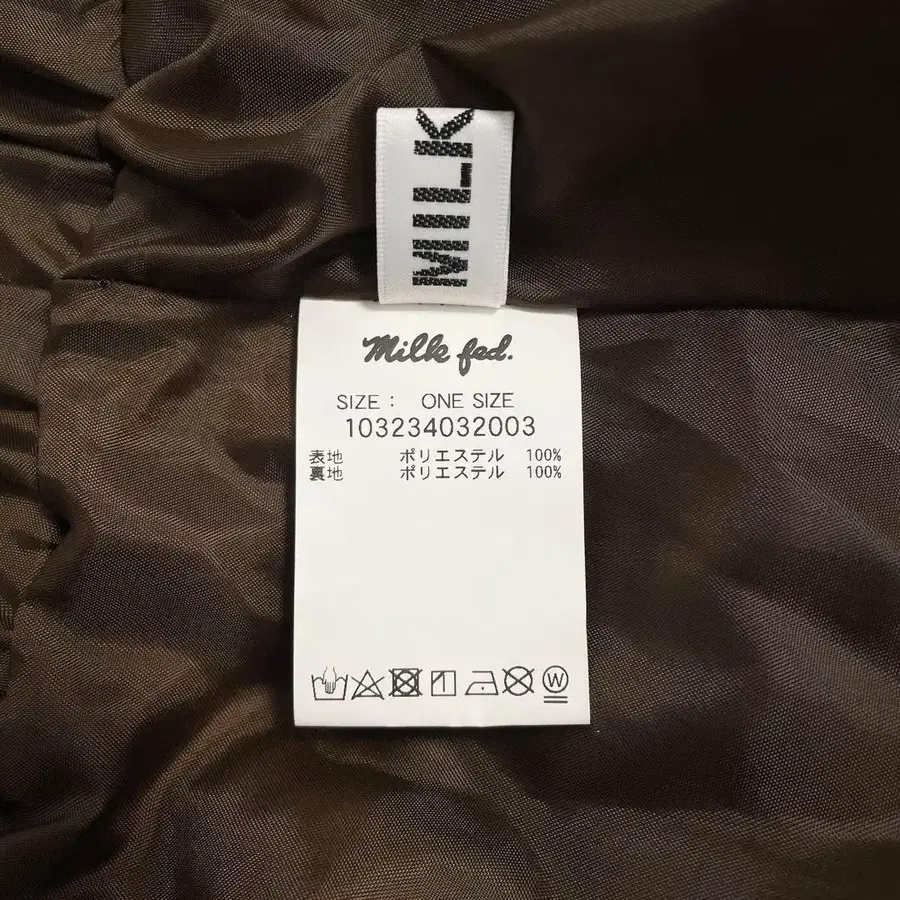 MILK
Milk fed.
SIZE : ONE SIZE
103234032003
表地 ポリエステル 100%
裏地 ポリエステル 100%
W